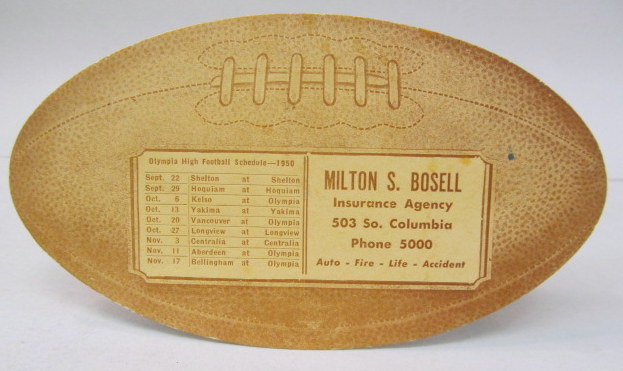 Olympia High Football Schedule—1950
Sept. 22 Shelton at Shelton
Sept. 29 Hoquiam at Hoquiam
Oct. 6 Kelso at Olympia
Oct. 13 Yakima at Yakima
Oct. 20 Vancouver at Olympia
Oct. 27 Longview at Longview
Nov. 3 Centralia at Centralia
Nov. 11 Aberdeen at Olympia
Nov. 17 Bellingham at Olympia
MILTON S. BOSELL
Insurance Agency
503 So. Columbia
Phone 5000
Auto - Fire - Life - Accident